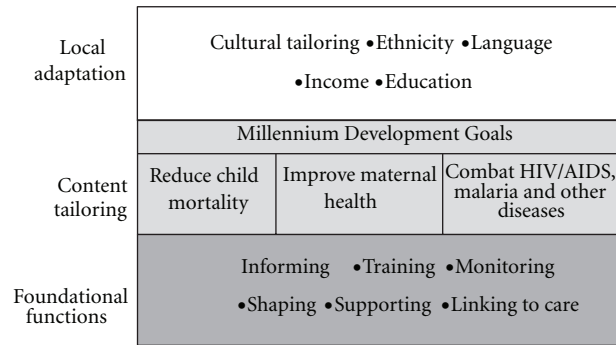 Local
adaptation
Cultural tailoring •Ethnicity •Language
•Income •Education
Millennium Development Goals
Content
tailoring
Reduce child
mortality
Improve maternal
health
Combat HIV/AIDS,
malaria and other
diseases
Foundational
functions
Informing •Training •Monitoring
•Shaping •Supporting •Linking to care